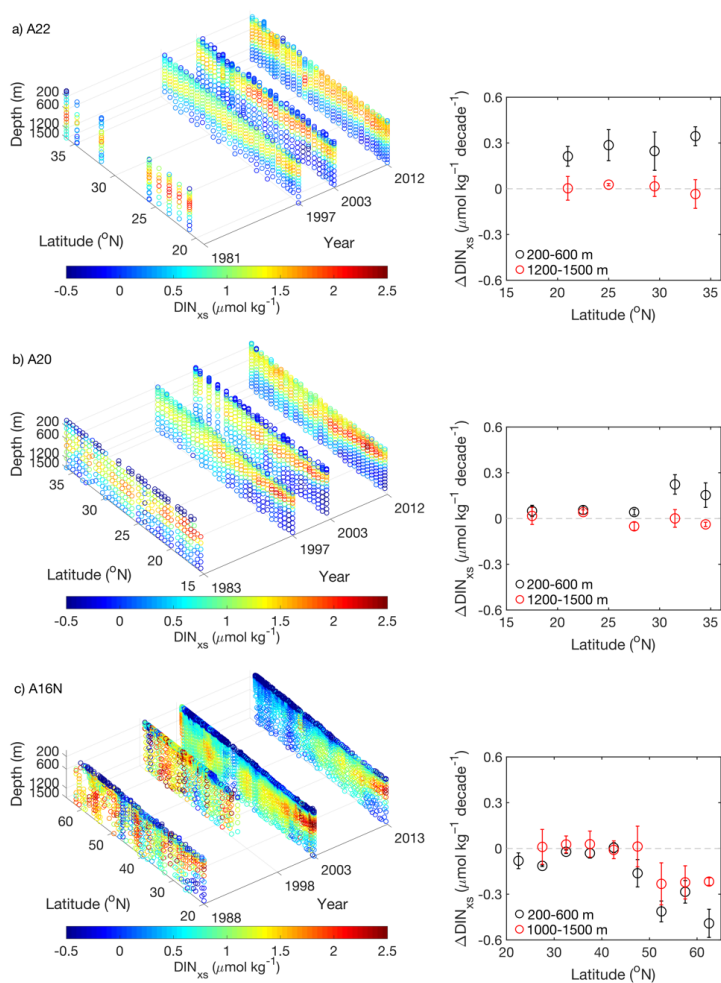 a) A22
Depth (m)
200
600
1200
1500
35
30
25
20
Latitude (°N)
1981
1997
2003
2012
Year
-0.5 0 0.5 1 1.5 2 2.5
DINxs (μmol kg-1)
ΔDINxs (μmol kg-1 decade-1)
0.6
0.3
0
-0.3
-0.6
200-600 m
1200-1500 m
15 20 25 30 35
Latitude (°N)
b) A20
Depth (m)
200
600
1200
1500
35
30
25
20
15
Latitude (°N)
1983
1997
2003
2012
Year
-0.5 0 0.5 1 1.5 2 2.5
DINxs (μmol kg-1)
ΔDINxs (μmol kg-1 decade-1)
0.6
0.3
0
-0.3
-0.6
200-600 m
1200-1500 m
15 20 25 30 35
Latitude (°N)
c) A16N
Depth (m)
200
600
1200
1500
60
50
40
30
20
Latitude (°N)
1988
1998
2003
2013
Year
-0.5 0 0.5 1 1.5 2 2.5
DINxs (μmol kg-1)
ΔDINxs (μmol kg-1 decade-1)
0.6
0.3
0
-0.3
-0.6
200-600 m
1000-1500 m
20 30 40 50 60
Latitude (°N)